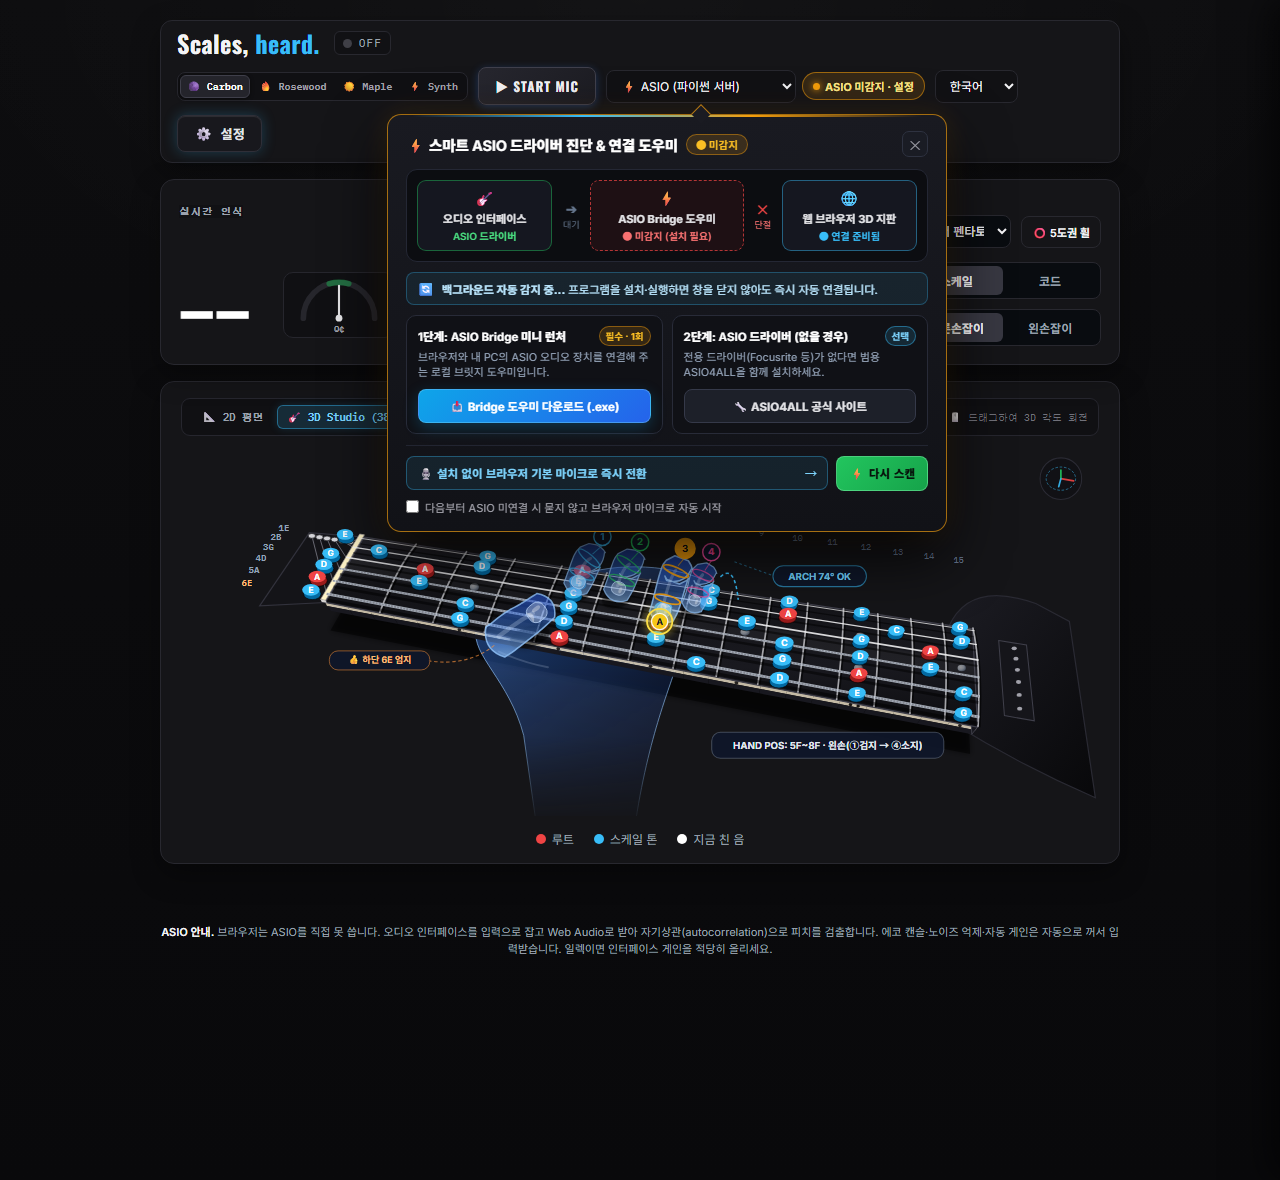 Scales, heard.
OFF
Carbon
Rosewood
Maple
Synth
START MIC
ASIO (파이썬 서버)
ASIO 미감지 · 설정
한국어
설정
스마트 ASIO 드라이버 진단 & 연결 도우미
미감지
오디오 인터페이스
ASIO 드라이버
대기
ASIO Bridge 도우미
미감지 (설치 필요)
단절
웹 브라우저 3D 지판
연결 준비됨
백그라운드 자동 감지 중... 프로그램을 설치·실행하면 창을 닫지 않아도 즉시 자동 연결됩니다.
1단계: ASIO Bridge 미니 런처
필수 · 1회
브라우저와 내 PC의 ASIO 오디오 장치를 연결해 주
는 로컬 브릿지 도우미입니다.
Bridge 도우미 다운로드 (.exe)
2단계: ASIO 드라이버 (없을 경우)
선택
전용 드라이버(Focusrite 등)가 없다면 범용
ASIO4ALL을 함께 설치하세요.
ASIO4ALL 공식 사이트
설치 없이 브라우저 기본 마이크로 즉시 전환
→
다시 스캔
다음부터 ASIO 미연결 시 묻지 않고 브라우저 마이크로 자동 시작
실시간 인식
0¢
펜타토
5도권 휠
스케일
코드
른손잡이
왼손잡이
2D 평면
3D Studio (38
드래그하여 3D 각도 회전
1E
2B
3G
4D
5A
6E
9
10
11
12
13
14
15
1
2
3
4
ARCH 74° OK
E
C
G
D
A
E
A
D
G
E
C
G
C
G
D
A
A
E
C
G
D
A
E
C
G
D
C
E
G
D
A
E
C
A
E
G
D
C
G
하단 6E 엄지
HAND POS: 5F~8F · 왼손(①검지 → ④소지)
루트
스케일 톤
지금 친 음
ASIO 안내. 브라우저는 ASIO를 직접 못 씁니다. 오디오 인터페이스를 입력으로 잡고 Web Audio로 받아 자기상관(autocorrelation)으로 피치를 검출합니다. 에코 캔슬·노이즈 억제·자동 게인은 자동으로 꺼서 입
력받습니다. 일렉이면 인터페이스 게인을 적당히 올리세요.